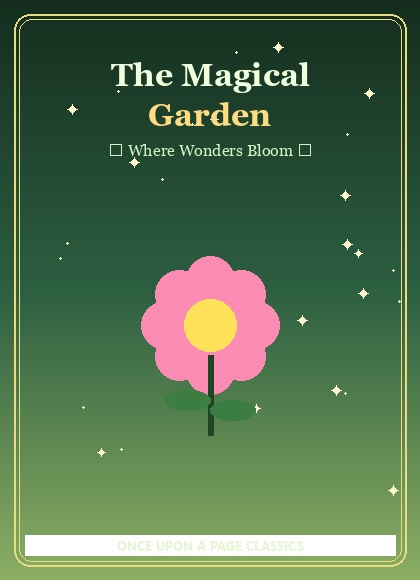 The Magical
Garden
□ Where Wonders Bloom □
ONCE UPON A PAGE CLASSICS